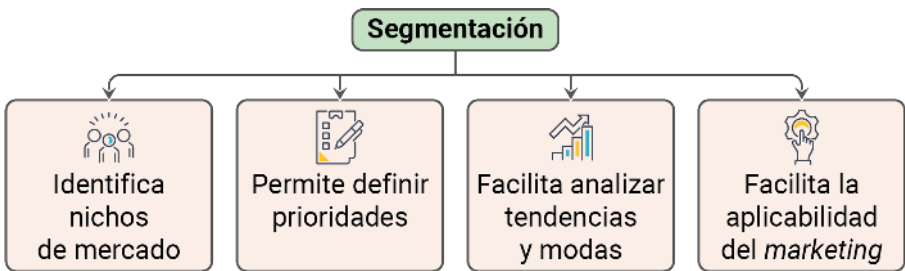 Segmentación
Identifica
nichos
de mercado
Permite definir
prioridades
Facilita analizar
tendencias
y modas
Facilita la
aplicabilidad
del marketing